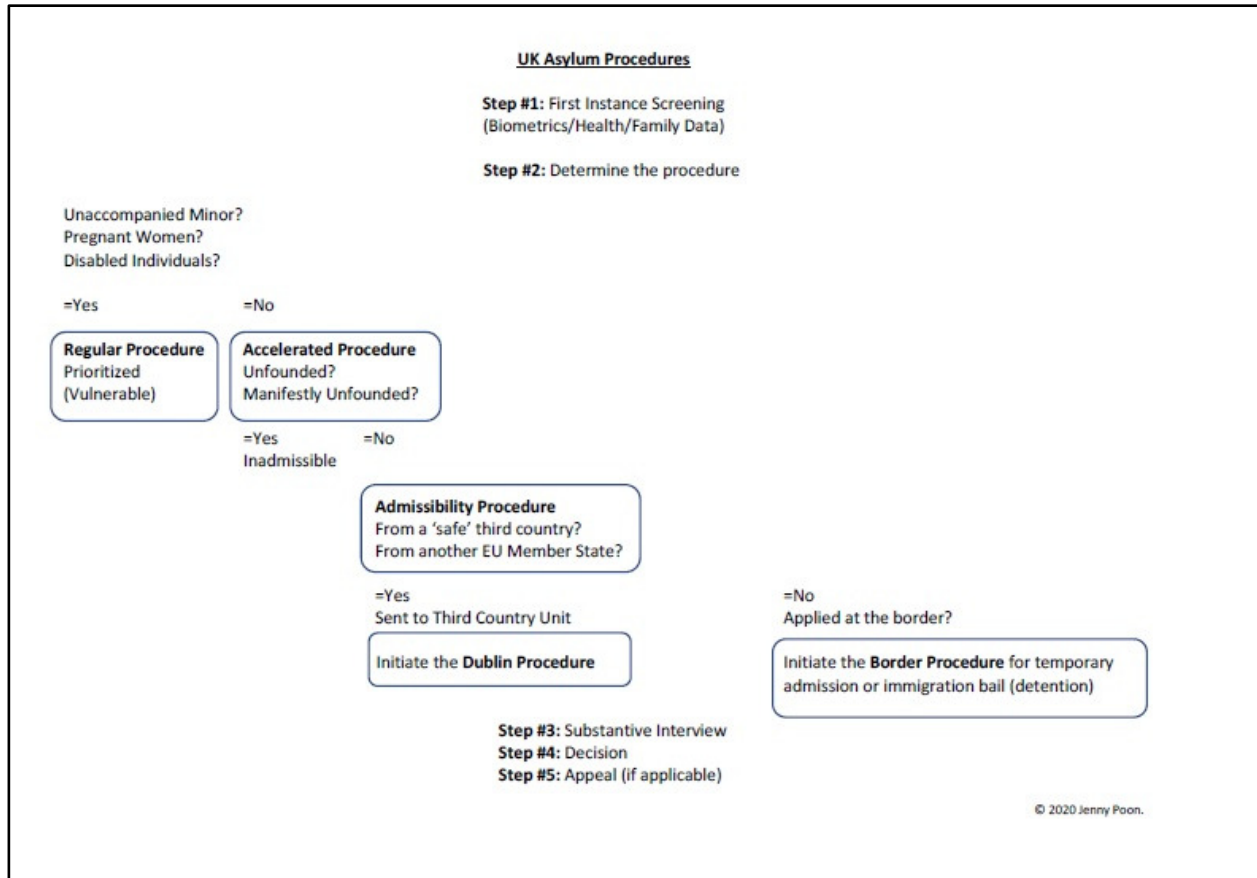 UK Asylum Procedures
Step #1: First Instance Screening
(Biometrics/Health/Family Data)
Step #2: Determine the procedure
Unaccompanied Minor?
Pregnant Women?
Disabled Individuals?
=Yes
=No
Regular Procedure
Prioritized
(Vulnerable)
Accelerated Procedure
Unfounded?
Manifestly Unfounded?
=Yes
Inadmissible
=No
Admissibility Procedure
From a ‘safe’ third country?
From another EU Member State?
=Yes
Sent to Third Country Unit
Initiate the Dublin Procedure
=No
Applied at the border?
Initiate the Border Procedure for temporary
admission or immigration bail (detention)
Step #3: Substantive Interview
Step #4: Decision
Step #5: Appeal (if applicable)
© 2020 Jenny Poon.